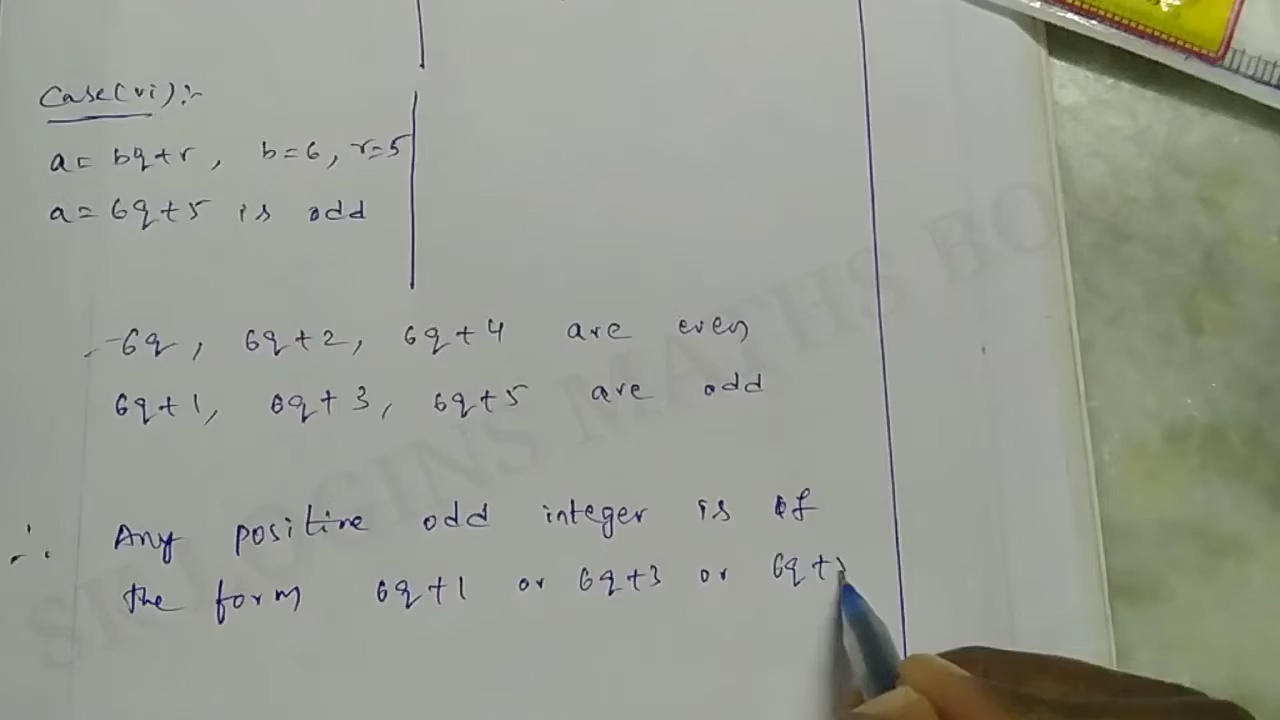 Case(vi):-
a = bq+r, b=6, r=5
a = 6q+5 is odd
6q, 6q+2, 6q+4 are even
6q+1, 6q+3, 6q+5 are odd
∴ Any positive odd integer is of
the form 6q+1 or 6q+3 or 6q+